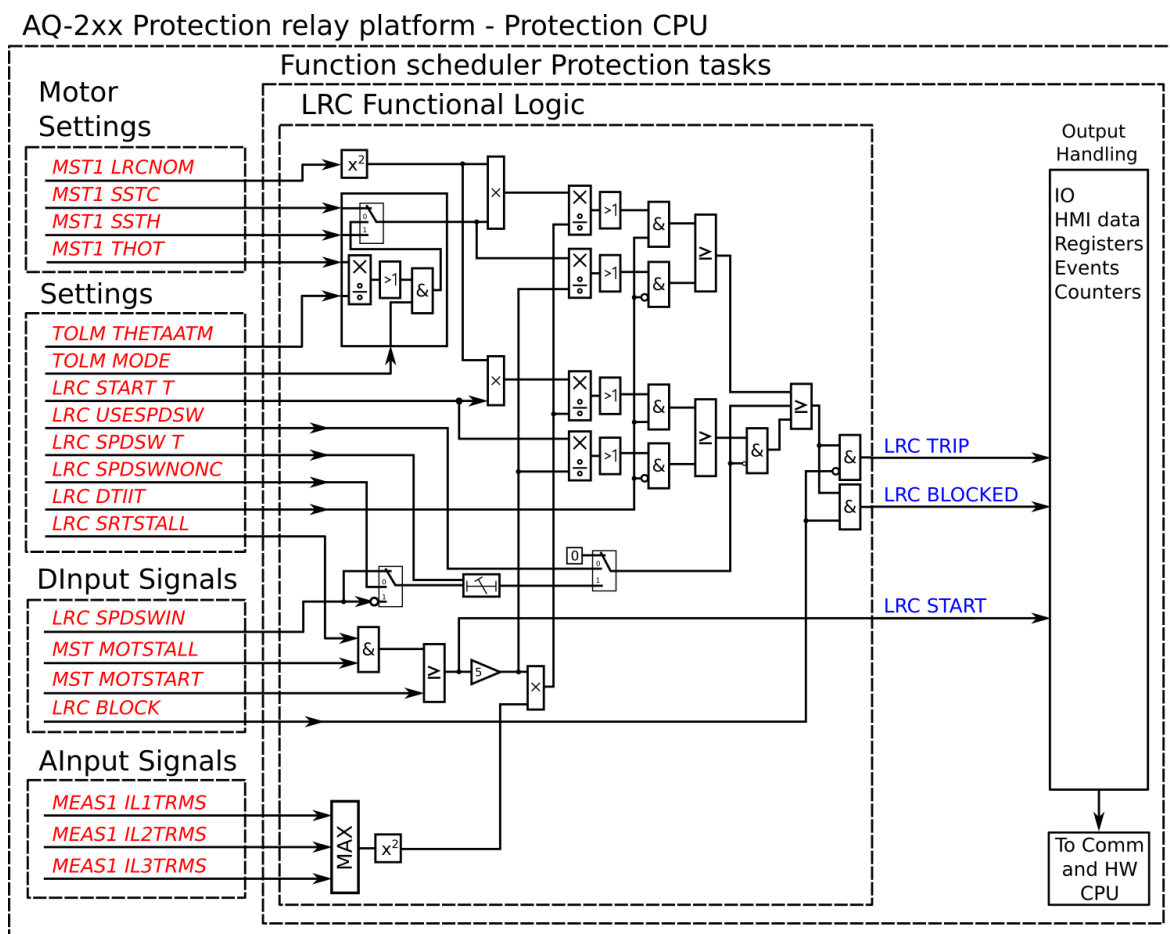 AQ-2xx Protection relay platform - Protection CPU
Function scheduler Protection tasks
LRC Functional Logic
Motor
Settings
MST1 LRCNOM
MST1 SSTC
MST1 SSTH
MST1 THOT
Settings
TOLM THETAATM
TOLM MODE
LRC START T
LRC USESPDSW
LRC SPDSW T
LRC SPDSWNONC
LRC DTIIT
LRC SRTSTALL
DInput Signals
LRC SPDSWIN
MST MOTSTALL
MST MOTSTART
LRC BLOCK
AInput Signals
MEAS1 IL1TRMS
MEAS1 IL2TRMS
MEAS1 IL3TRMS
x²
0
1
×
÷
>1
&
×
×
÷
>1
&
×
÷
>1
&
≥
×
×
÷
>1
&
×
÷
>1
&
≥
&
≥
&
&
0
0
1
0
1
&
≥
5
×
MAX
x²
LRC TRIP
LRC BLOCKED
LRC START
Output
Handling
IO
HMI data
Registers
Events
Counters
To Comm
and HW
CPU